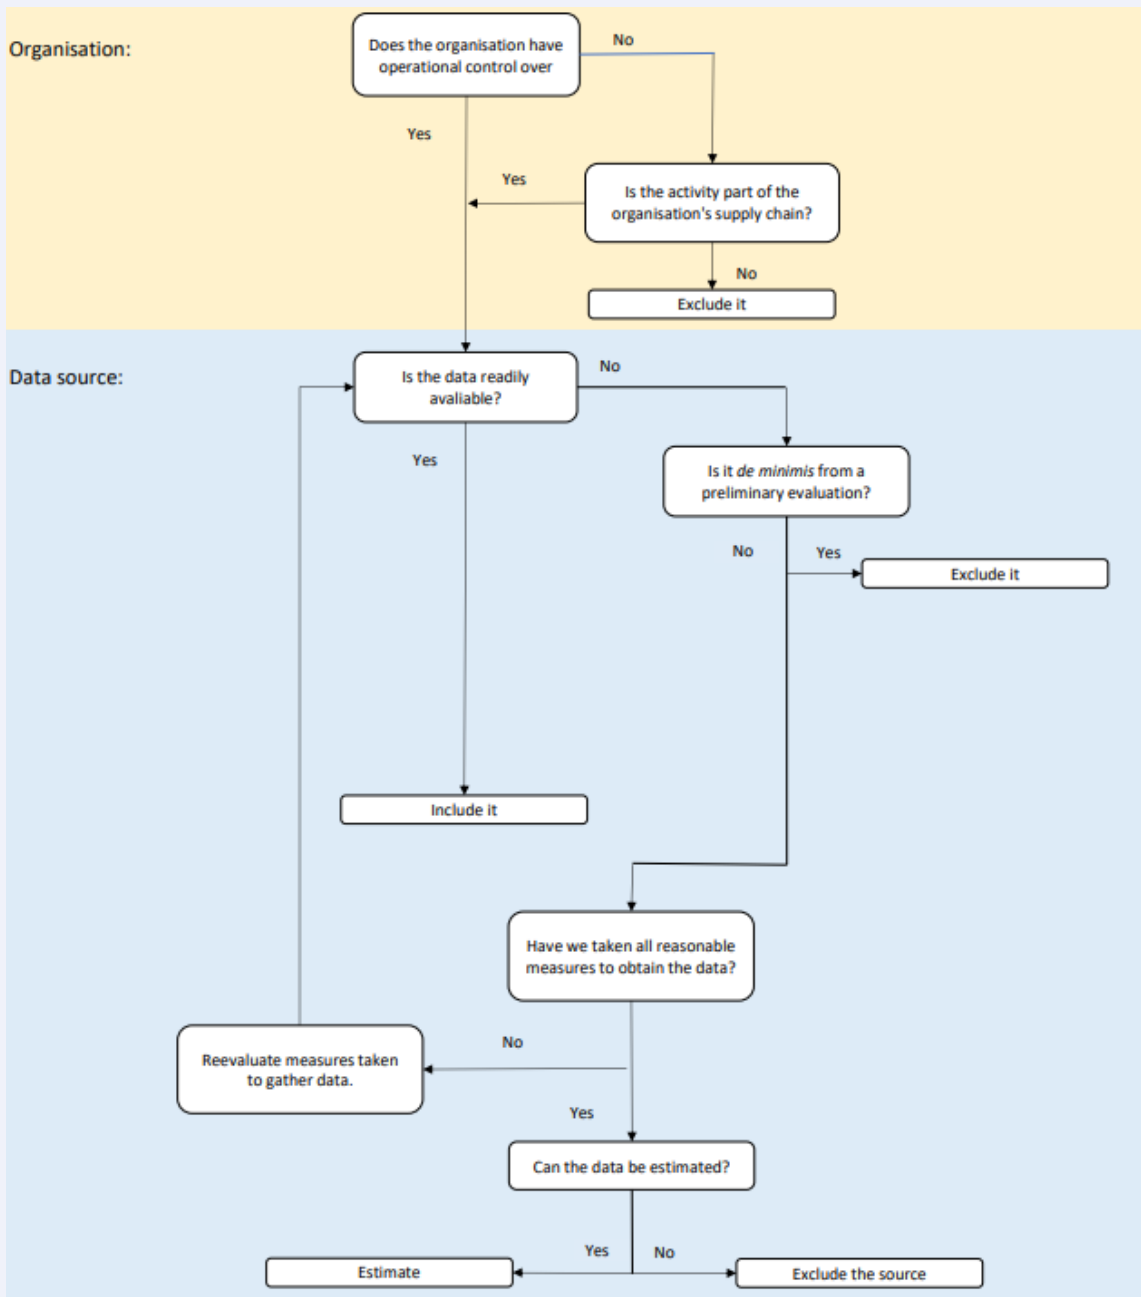 Organisation:
Does the organisation have
operational control over
No
Yes
Yes
Is the activity part of the
organisation's supply chain?
No
Exclude it
Data source:
Is the data readily
avaliable?
No
Yes
Is it de minimis from a
preliminary evaluation?
No
Yes
Exclude it
Include it
Have we taken all reasonable
measures to obtain the data?
No
Reevaluate measures taken
to gather data.
Yes
Can the data be estimated?
Yes
No
Estimate
Exclude the source